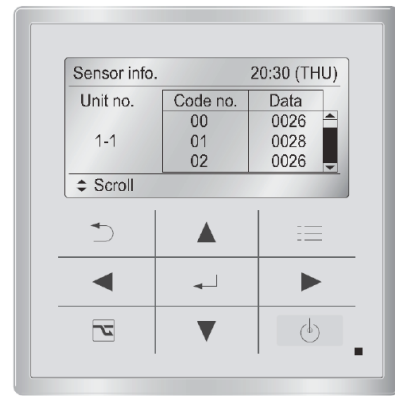 Sensor info. 20:30 (THU)
Unit no. Code no. Data
00 0026
1-1 01 0028
02 0026
Scroll